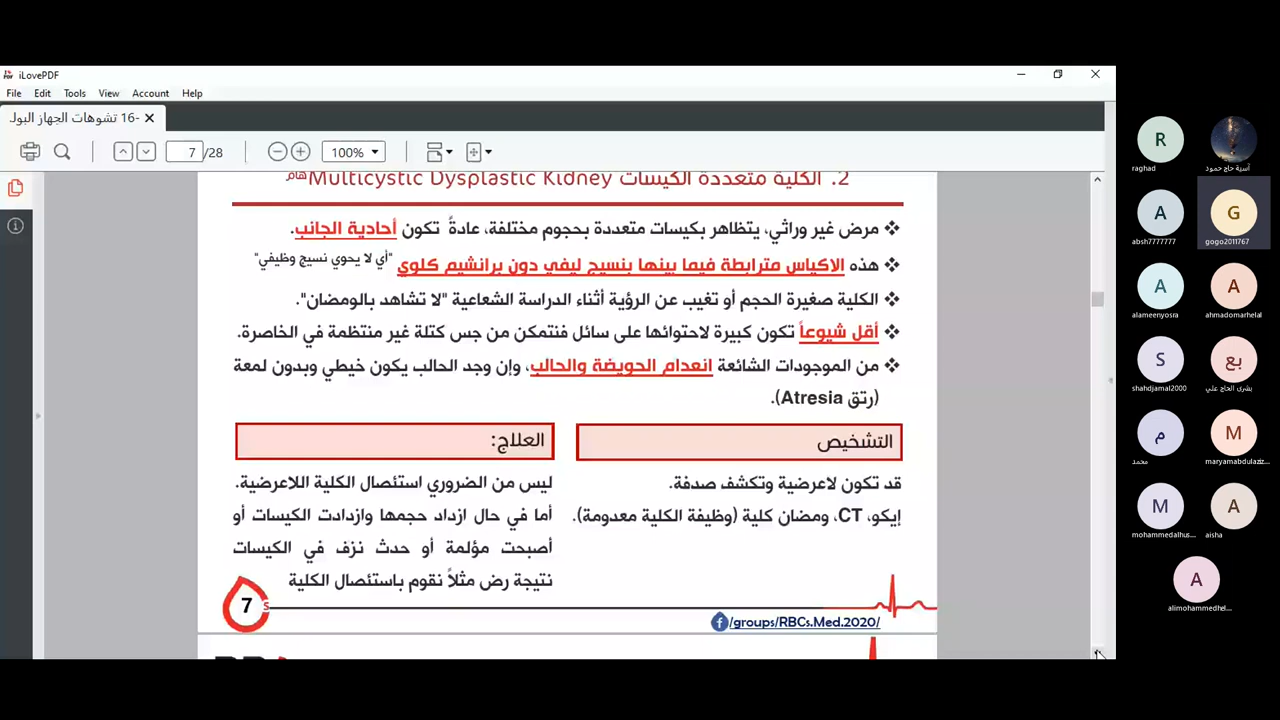 iLovePDF
File Edit Tools View Account Help
16- تشوهات الجهاز البول
7 /28
100%
2. الكلية متعددة الكيسات Multicystic Dysplastic Kidney هام
❖ مرض غير وراثي، يتظاهر بكيسات متعددة بحجوم مختلفة، عادةً تكون أحادية الجانب.
❖ هذه الاكياس مترابطة فيما بينها بنسيج ليفي دون برانشيم كلوي "أي لا يحوي نسيج وظيفي"
❖ الكلية صغيرة الحجم أو تغيب عن الرؤية أثناء الدراسة الشعاعية "لا تشاهد بالومضان".
❖ أقل شيوعاً تكون كبيرة لاحتوائها على سائل فنتمكن من جس كتلة غير منتظمة في الخاصرة.
❖ من الموجودات الشائعة انعدام الحويضة والحالب، وإن وجد الحالب يكون خيطي وبدون لمعة
(رتق Atresia).
التشخيص
قد تكون لاعرضية وتكشف صدفة.
إيكو، CT، ومضان كلية (وظيفة الكلية معدومة).
العلاج:
ليس من الضروري استئصال الكلية اللاعرضية.
أما في حال ازداد حجمها وازدادت الكيسات أو
أصبحت مؤلمة أو حدث نزف في الكيسات
نتيجة رض مثلاً نقوم باستئصال الكلية
7
/groups/RBCs.Med.2020/
R
raghad
آسية حاج حمود
A
absh7777777
G
gogo2011767
A
alameenyosra
A
ahmadomarhelal
S
shahdjamal2000
بع
بشرى الحاج علي
م
محمد
M
maryamabdulaziz...
M
mohammedalhus...
A
aisha
A
alimohammedhel...